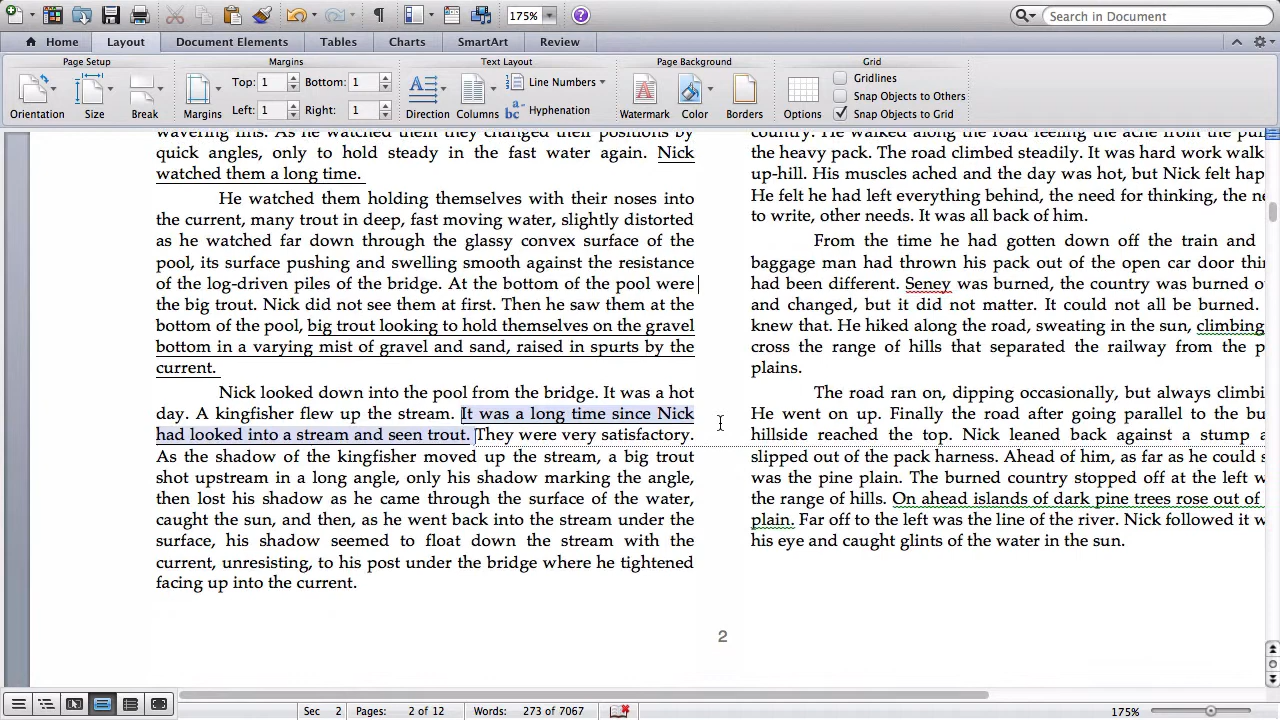 175%
Search in Document
Home
Layout
Document Elements
Tables
Charts
SmartArt
Review
Page Setup
Margins
Text Layout
Page Background
Grid
Orientation
Size
Break
Margins
Top: 1
Bottom: 1
Left: 1
Right: 1
Direction
Columns
Line Numbers
Hyphenation
Watermark
Color
Borders
Options
Gridlines
Snap Objects to Others
Snap Objects to Grid
wavering fins. As he watched them they changed their positions by
quick angles, only to hold steady in the fast water again. Nick
watched them a long time.
He watched them holding themselves with their noses into
the current, many trout in deep, fast moving water, slightly distorted
as he watched far down through the glassy convex surface of the
pool, its surface pushing and swelling smooth against the resistance
of the log-driven piles of the bridge. At the bottom of the pool were
the big trout. Nick did not see them at first. Then he saw them at the
bottom of the pool, big trout looking to hold themselves on the gravel
bottom in a varying mist of gravel and sand, raised in spurts by the
current.
Nick looked down into the pool from the bridge. It was a hot
day. A kingfisher flew up the stream. It was a long time since Nick
had looked into a stream and seen trout. They were very satisfactory.
As the shadow of the kingfisher moved up the stream, a big trout
shot upstream in a long angle, only his shadow marking the angle,
then lost his shadow as he came through the surface of the water,
caught the sun, and then, as he went back into the stream under the
surface, his shadow seemed to float down the stream with the
current, unresisting, to his post under the bridge where he tightened
facing up into the current.
country. He walked along the road feeling the ache from the
the heavy pack. The road climbed steadily. It was hard work walk
up-hill. His muscles ached and the day was hot, but Nick felt hap
He felt he had left everything behind, the need for thinking, the ne
to write, other needs. It was all back of him.
From the time he had gotten down off the train and
baggage man had thrown his pack out of the open car door thin
had been different. Seney was burned, the country was burned o
and changed, but it did not matter. It could not all be burned.
knew that. He hiked along the road, sweating in the sun, climbing
cross the range of hills that separated the railway from the p
plains.
The road ran on, dipping occasionally, but always climbi
He went on up. Finally the road after going parallel to the bu
hillside reached the top. Nick leaned back against a stump a
slipped out of the pack harness. Ahead of him, as far as he could s
was the pine plain. The burned country stopped off at the left w
the range of hills. On ahead islands of dark pine trees rose out of
plain. Far off to the left was the line of the river. Nick followed it w
his eye and caught glints of the water in the sun.
2
Sec 2
Pages: 2 of 12
Words: 273 of 7067
175%